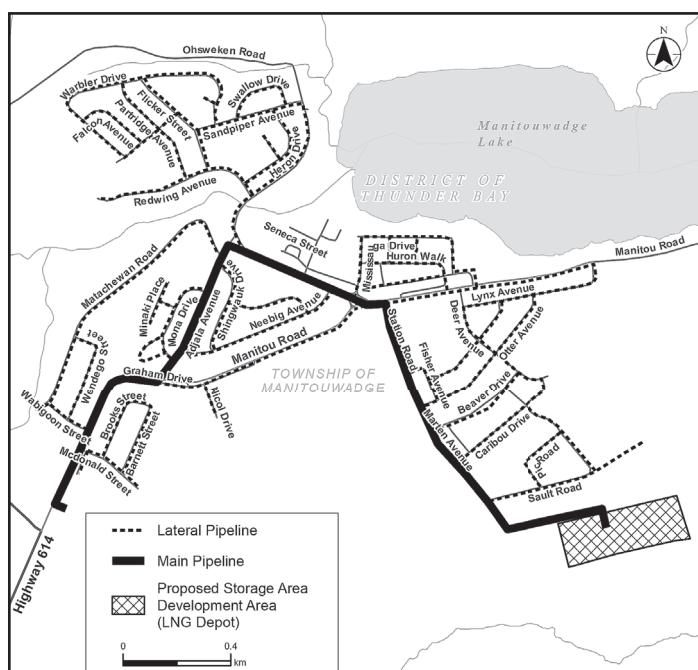 N
Ohsweken Road
Warbler Drive
Swallow Drive
Flicker Street
Partridge Avenue
Falcon Avenue
Sandpiper Avenue
Heron Drive
Redwing Avenue
Manitouwadge
Lake
DISTRICT OF
THUNDER BAY
Seneca Street
Mississauga Drive
Huron Walk
Manitou Road
Matachewan Road
Minaki Place
Mona Drive
Adjala Avenue
Shingwauk Drive
Neebig Avenue
Manitou Road
Lynx Avenue
Deer Avenue
Otter Avenue
Station Road
Fisher Avenue
Beaver Drive
Wendego Street
Graham Drive
TOWNSHIP OF
MANITOUWADGE
Nicol Drive
Marten Avenue
Caribou Drive
Wabigoon Street
Brooks Street
Barnett Street
Mcdonald Street
Pic Road
Sault Road
Highway 614
Lateral Pipeline
Main Pipeline
Proposed Storage Area
Development Area
(LNG Depot)
0 0.4
km